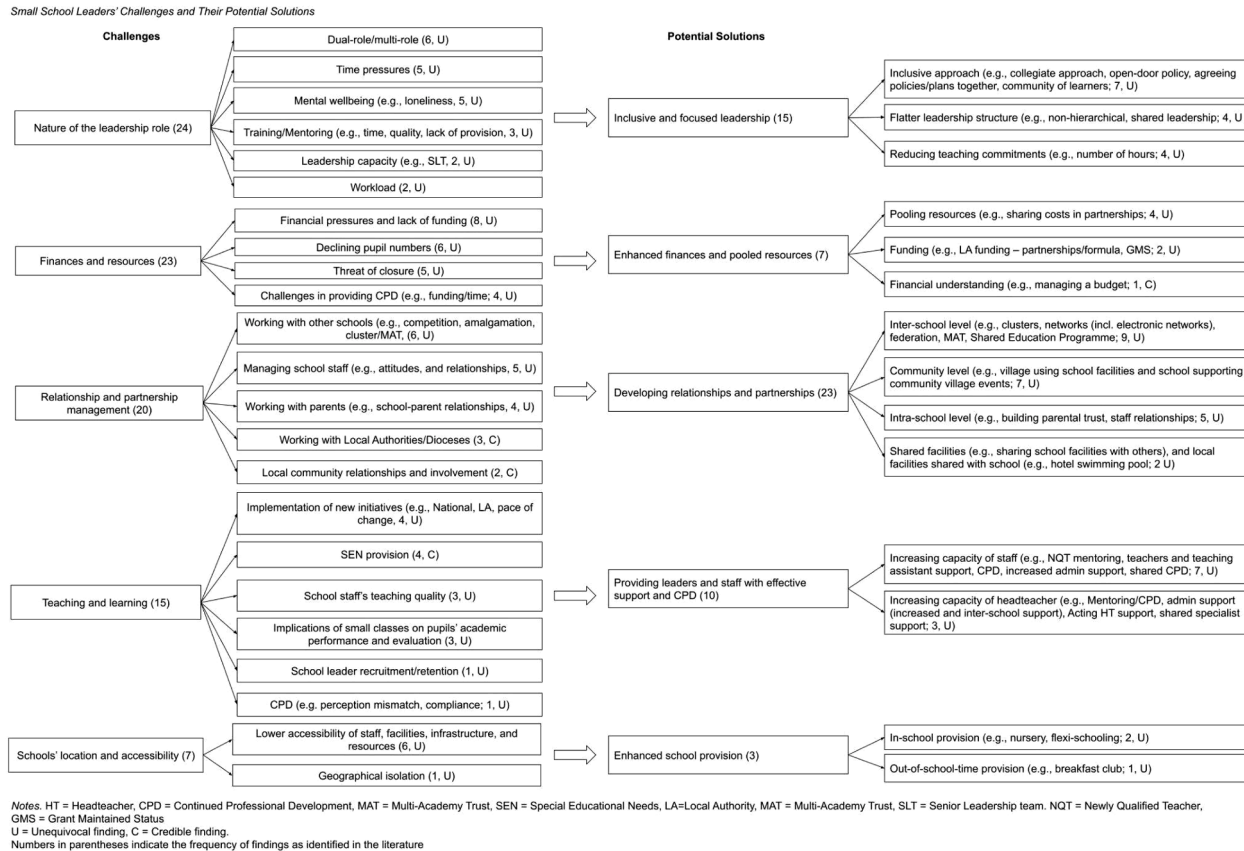 Small School Leaders' Challenges and Their Potential Solutions
Challenges
Potential Solutions
Nature of the leadership role (24)
Dual-role/multi-role (6, U)
Time pressures (5, U)
Mental wellbeing (e.g., loneliness, 5, U)
Training/Mentoring (e.g., time, quality, lack of provision, 3, U)
Leadership capacity (e.g., SLT, 2, U)
Workload (2, U)
Inclusive and focused leadership (15)
Inclusive approach (e.g., collegiate approach, open-door policy, agreeing
policies/plans together, community of learners; 7, U)
Flatter leadership structure (e.g., non-hierarchical, shared leadership; 4, U
Reducing teaching commitments (e.g., number of hours; 4, U)
Finances and resources (23)
Financial pressures and lack of funding (8, U)
Declining pupil numbers (6, U)
Threat of closure (5, U)
Challenges in providing CPD (e.g., funding/time; 4, U)
Enhanced finances and pooled resources (7)
Pooling resources (e.g., sharing costs in partnerships; 4, U)
Funding (e.g., LA funding – partnerships/formula, GMS; 2, U)
Financial understanding (e.g., managing a budget; 1, C)
Relationship and partnership
management (20)
Working with other schools (e.g., competition, amalgamation,
cluster/MAT, (6, U)
Managing school staff (e.g., attitudes, and relationships, 5, U)
Working with parents (e.g., school-parent relationships, 4, U)
Working with Local Authorities/Dioceses (3, C)
Local community relationships and involvement (2, C)
Developing relationships and partnerships (23)
Inter-school level (e.g., clusters, networks (incl. electronic networks),
federation, MAT, Shared Education Programme; 9, U)
Community level (e.g., village using school facilities and school supporting
community village events; 7, U)
Intra-school level (e.g., building parental trust, staff relationships; 5, U)
Shared facilities (e.g., sharing school facilities with others), and local
facilities shared with school (e.g., hotel swimming pool; 2 U)
Teaching and learning (15)
Implementation of new initiatives (e.g., National, LA, pace of
change, 4, U)
SEN provision (4, C)
School staff's teaching quality (3, U)
Implications of small classes on pupils' academic
performance and evaluation (3, U)
School leader recruitment/retention (1, U)
CPD (e.g. perception mismatch, compliance; 1, U)
Providing leaders and staff with effective
support and CPD (10)
Increasing capacity of staff (e.g., NQT mentoring, teachers and teaching
assistant support, CPD, increased admin support, shared CPD; 7, U)
Increasing capacity of headteacher (e.g., Mentoring/CPD, admin support
(increased and inter-school support), Acting HT support, shared specialist
support; 3, U)
Schools' location and accessibility (7)
Lower accessibility of staff, facilities, infrastructure, and
resources (6, U)
Geographical isolation (1, U)
Enhanced school provision (3)
In-school provision (e.g., nursery, flexi-schooling; 2, U)
Out-of-school-time provision (e.g., breakfast club; 1, U)
Notes. HT = Headteacher, CPD = Continued Professional Development, MAT = Multi-Academy Trust, SEN = Special Educational Needs, LA=Local Authority, MAT = Multi-Academy Trust, SLT = Senior Leadership team. NQT = Newly Qualified Teacher,
GMS = Grant Maintained Status
U = Unequivocal finding, C = Credible finding.
Numbers in parentheses indicate the frequency of findings as identified in the literature